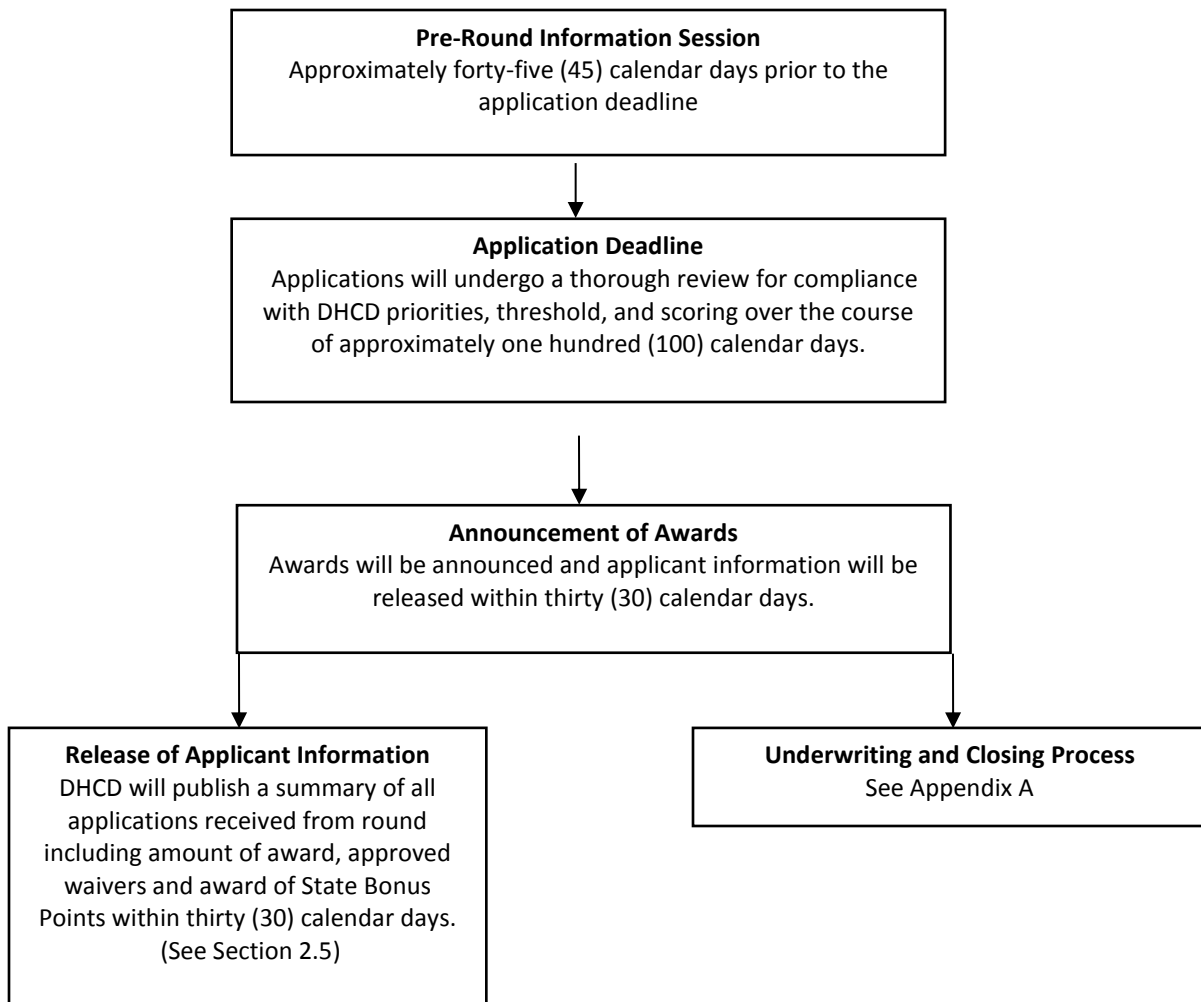 Pre-Round Information Session
Approximately forty-five (45) calendar days prior to the
application deadline
Application Deadline
Applications will undergo a thorough review for compliance
with DHCD priorities, threshold, and scoring over the course
of approximately one hundred (100) calendar days.
Announcement of Awards
Awards will be announced and applicant information will be
released within thirty (30) calendar days.
Release of Applicant Information
DHCD will publish a summary of all
applications received from round
including amount of award, approved
waivers and award of State Bonus
Points within thirty (30) calendar days.
(See Section 2.5)
Underwriting and Closing Process
See Appendix A